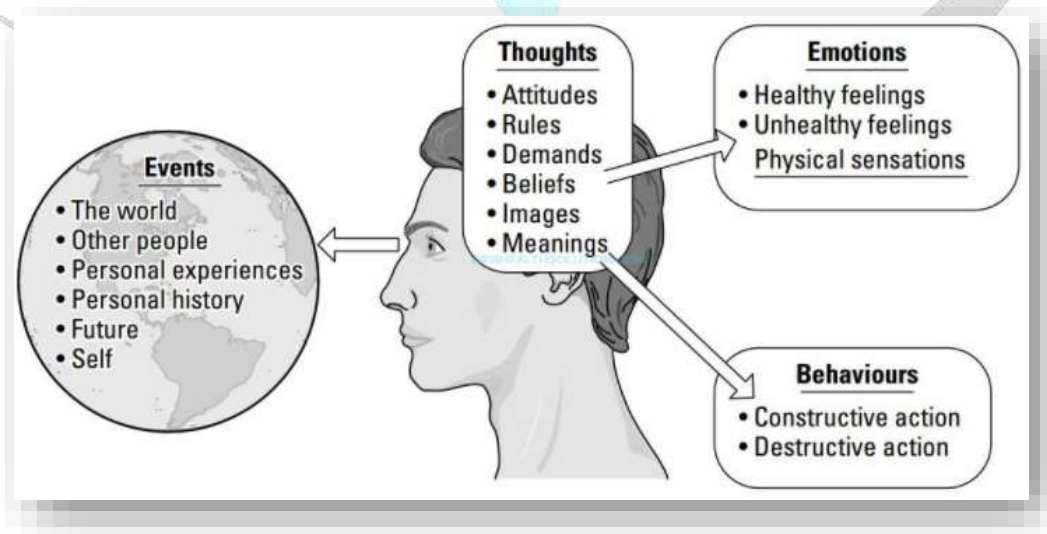 Events
• The world
• Other people
• Personal experiences
• Personal history
• Future
• Self
Thoughts
• Attitudes
• Rules
• Demands
• Beliefs
• Images
• Meanings
Emotions
• Healthy feelings
• Unhealthy feelings
Physical sensations
Behaviours
• Constructive action
• Destructive action